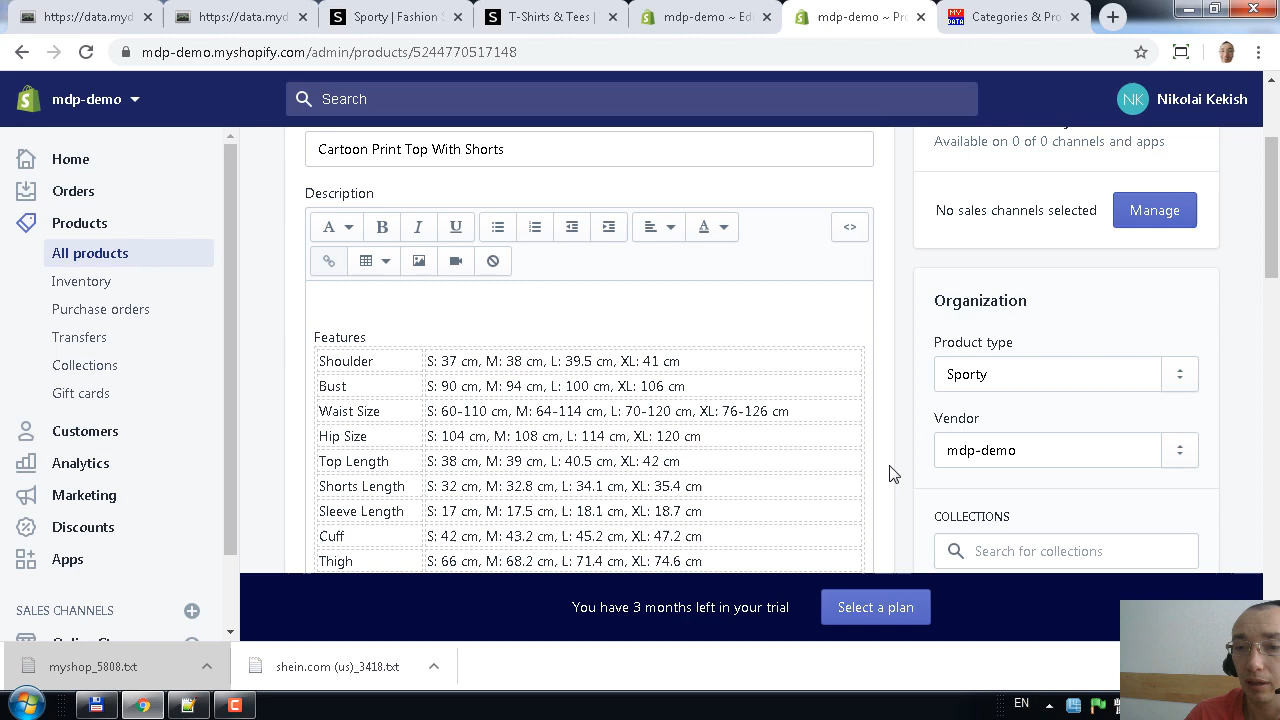 https://data.myd
https://data.myd
Sporty | Fashion
T-Shirts & Tees |
mdp-demo ~ Ed
mdp-demo ~ Pr
MY DATA
Categories & Pr
mdp-demo.myshopify.com/admin/products/5244770517148
mdp-demo
Search
NK
Nikolai Kekish
Home
Orders
Products
All products
Inventory
Purchase orders
Transfers
Collections
Gift cards
Customers
Analytics
Marketing
Discounts
Apps
SALES CHANNELS
Cartoon Print Top With Shorts
Description
A B I U A <>
Features
Shoulder S: 37 cm, M: 38 cm, L: 39.5 cm, XL: 41 cm
Bust S: 90 cm, M: 94 cm, L: 100 cm, XL: 106 cm
Waist Size S: 60-110 cm, M: 64-114 cm, L: 70-120 cm, XL: 76-126 cm
Hip Size S: 104 cm, M: 108 cm, L: 114 cm, XL: 120 cm
Top Length S: 38 cm, M: 39 cm, L: 40.5 cm, XL: 42 cm
Shorts Length S: 32 cm, M: 32.8 cm, L: 34.1 cm, XL: 35.4 cm
Sleeve Length S: 17 cm, M: 17.5 cm, L: 18.1 cm, XL: 18.7 cm
Cuff S: 42 cm, M: 43.2 cm, L: 45.2 cm, XL: 47.2 cm
Thigh S: 66 cm, M: 68.2 cm, L: 71.4 cm, XL: 74.6 cm
Available on 0 of 0 channels and apps
No sales channels selected
Manage
Organization
Product type
Sporty
Vendor
mdp-demo
COLLECTIONS
Search for collections
You have 3 months left in your trial
Select a plan
myshop_5808.txt
shein.com (us)_3418.txt
EN